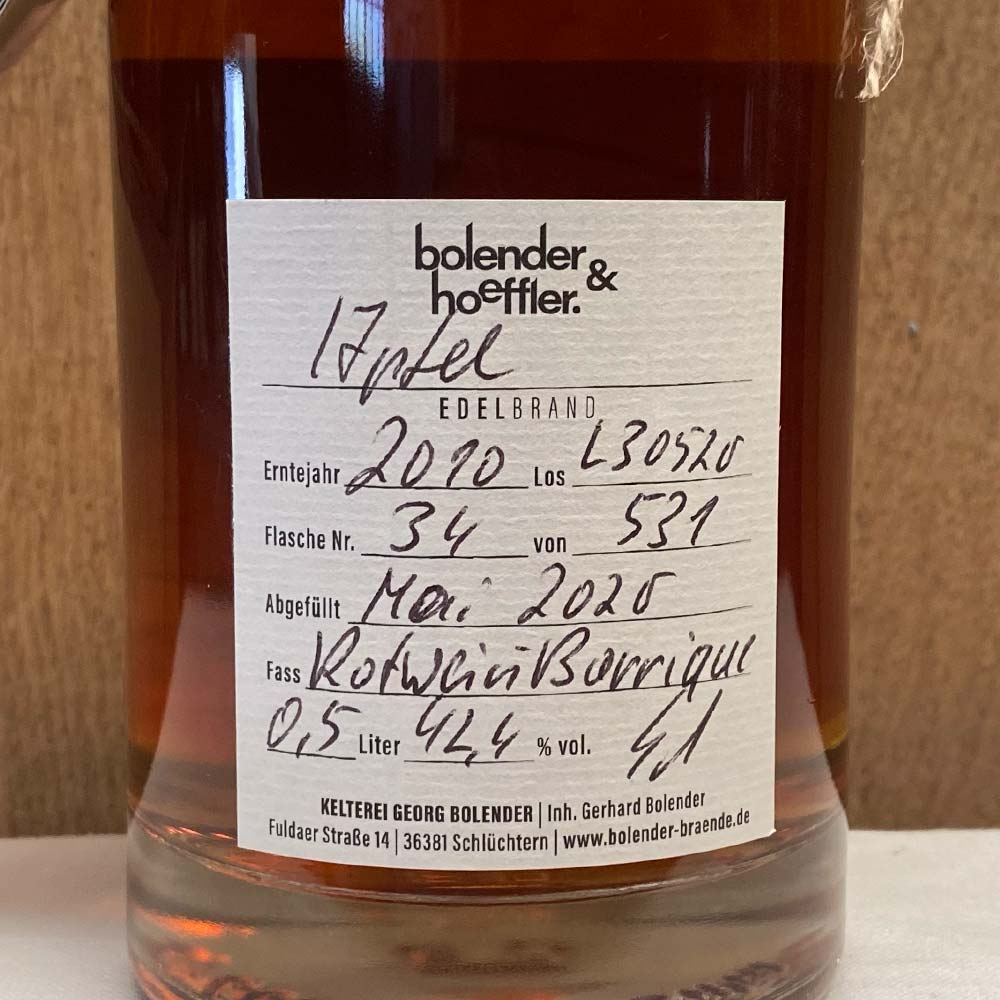 bolender &
hoeffler.
Apfel
EDELBRAND
Erntejahr 2010 Los L30520
Flasche Nr. 34 von 531
Abgefüllt Mai 2020
Fass Rotwein Barrique
0,5 Liter 42,4 % vol.
KELTEREI GEORG BOLENDER | Inh. Gerhard Bolender
Fuldaer Straße 14 | 36381 Schlüchtern | www.bolender-braende.de